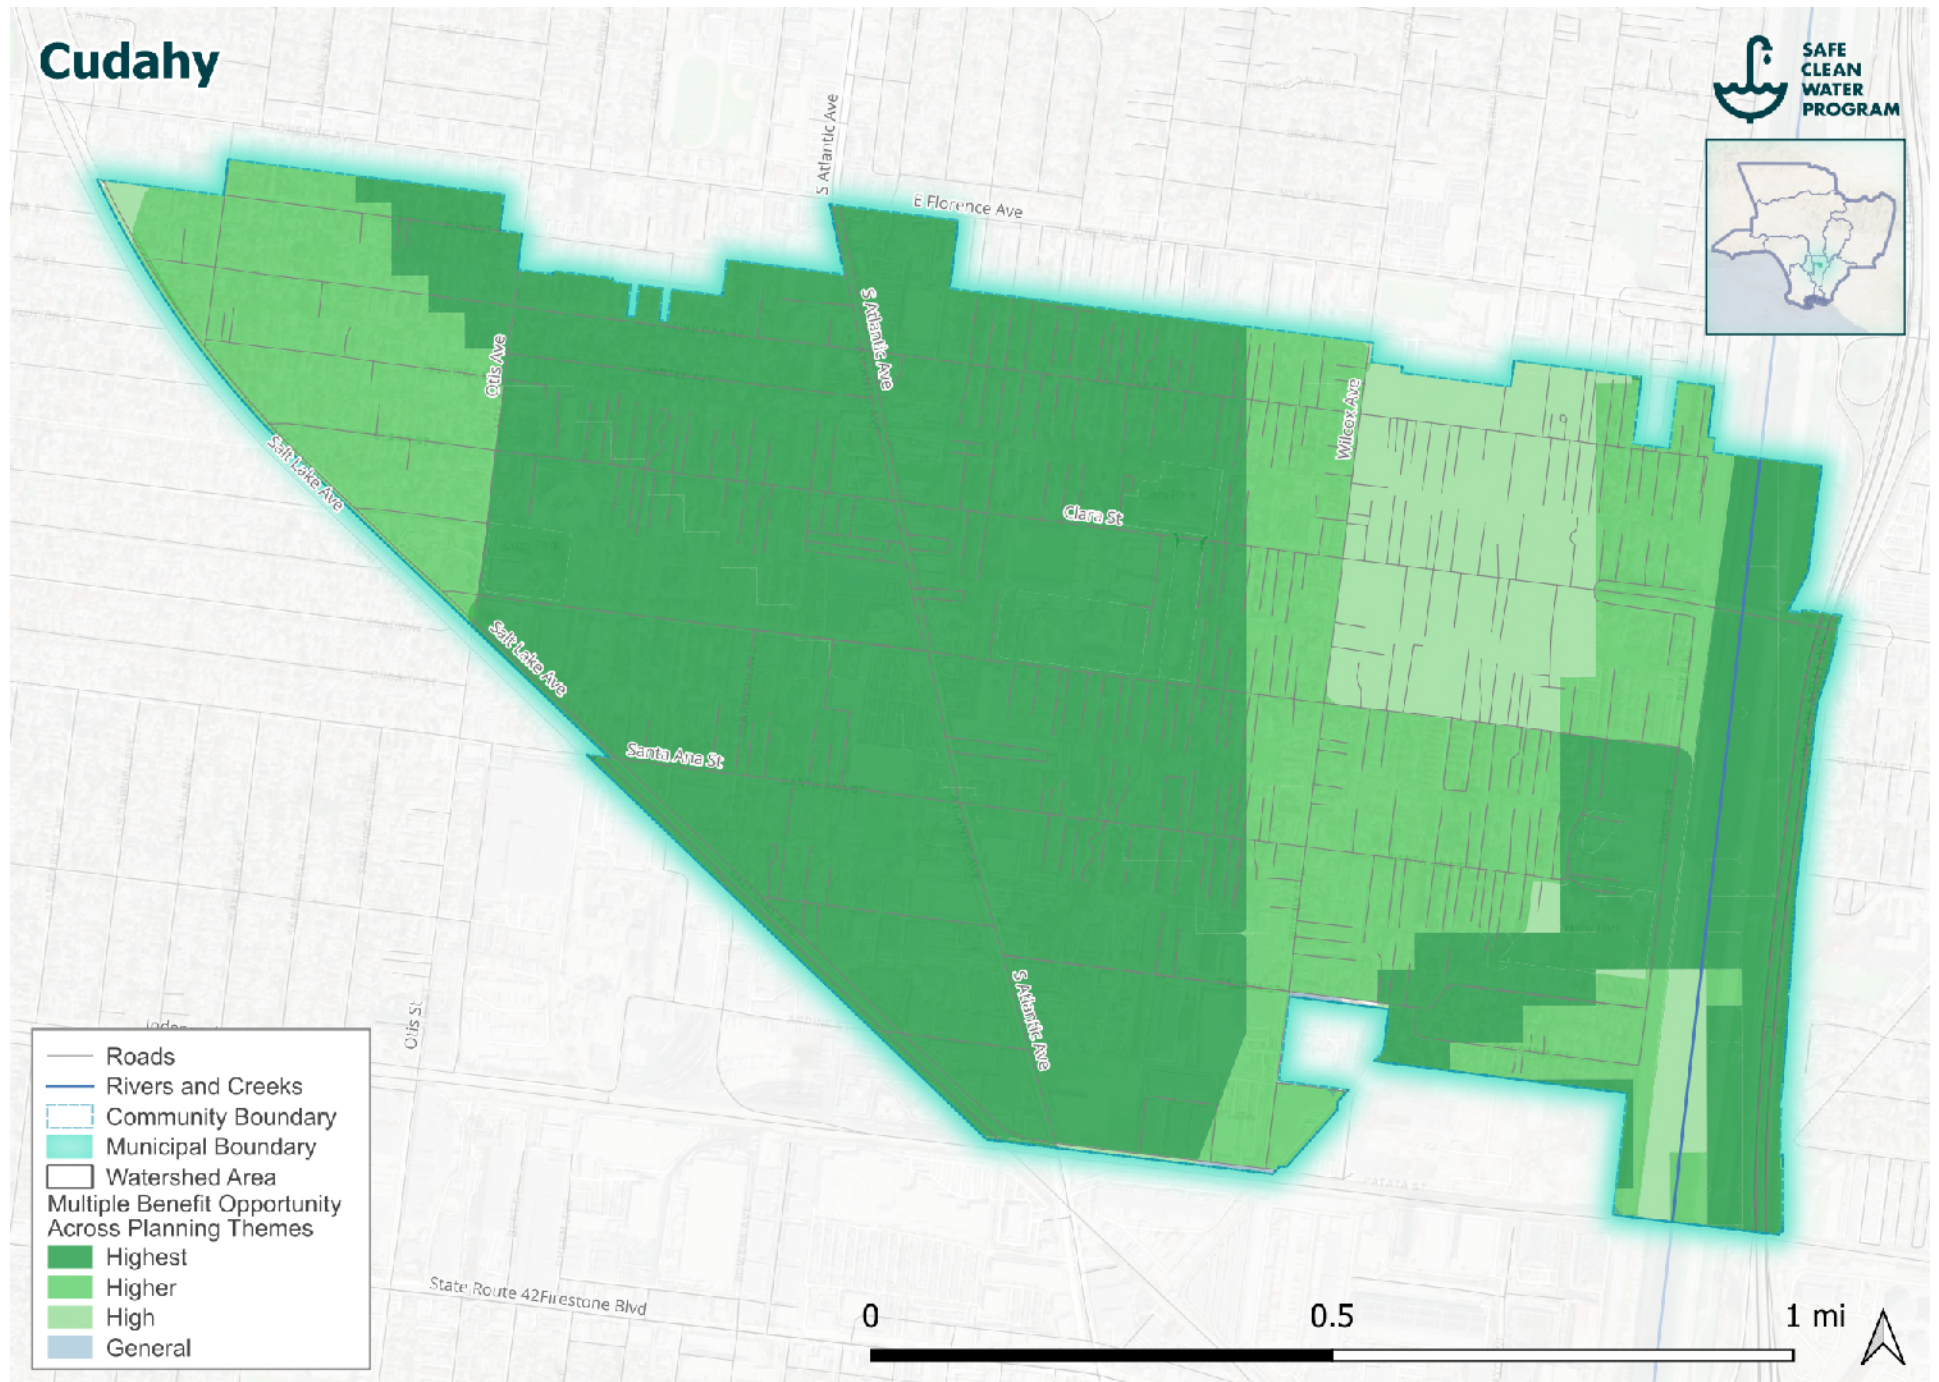 Cudahy
SAFE
CLEAN
WATER
PROGRAM
S Atlantic Ave
E Florence Ave
S Atlantic Ave
Otis Ave
Wilcox Ave
Salt Lake Ave
Clara St
Salt Lake Ave
Santa Ana St
S Atlantic Ave
Otis St
State Route 42Firestone Blvd
Roads
Rivers and Creeks
Community Boundary
Municipal Boundary
Watershed Area
Multiple Benefit Opportunity
Across Planning Themes
Highest
Higher
High
General
0
0.5
1 mi